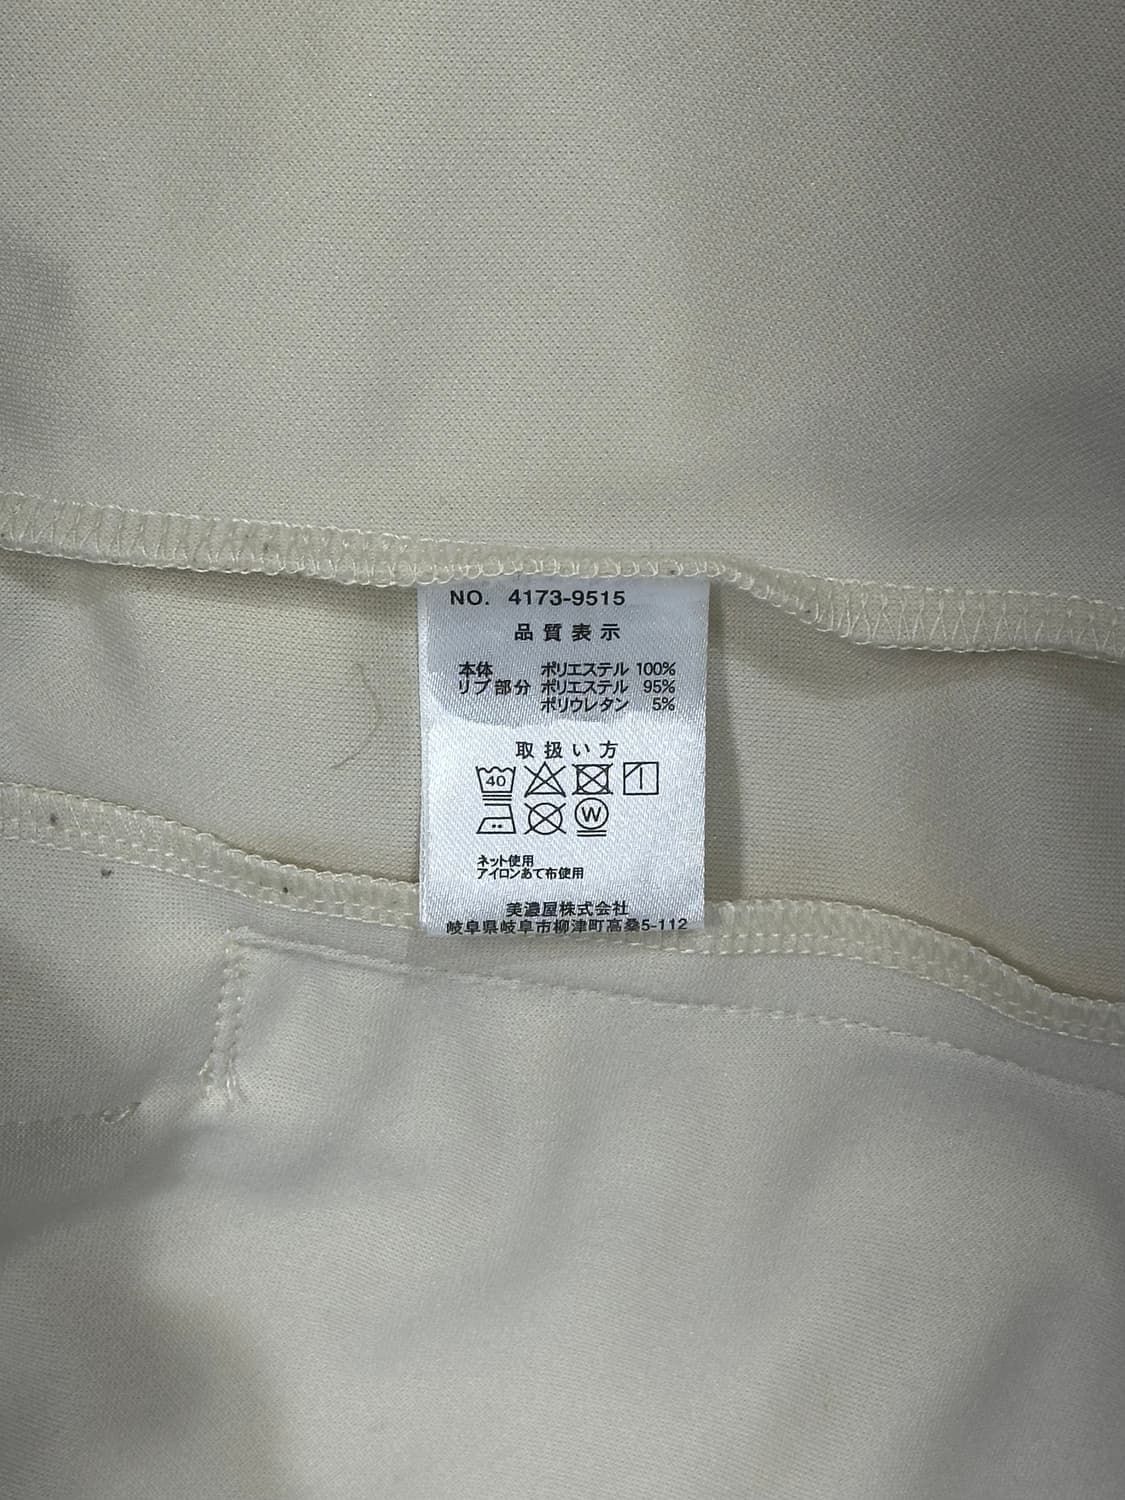 NO. 4173-9515
品質表示
本体 ポリエステル 100%
リブ部分 ポリエステル 95%
ポリウレタン 5%
取扱い方
40
W
ネット使用
アイロンあて布使用
美濃屋株式会社
岐阜県岐阜市柳津町高桑5-112